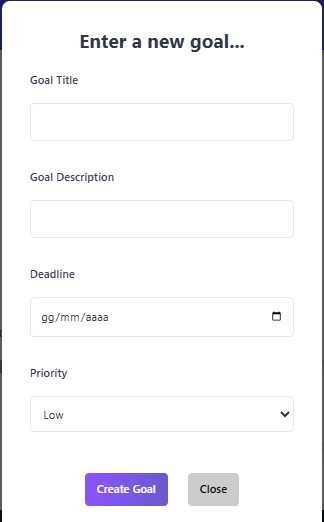 Enter a new goal...
Goal Title
Goal Description
Deadline
gg/mm/aaaa
Priority
Low
Create Goal
Close